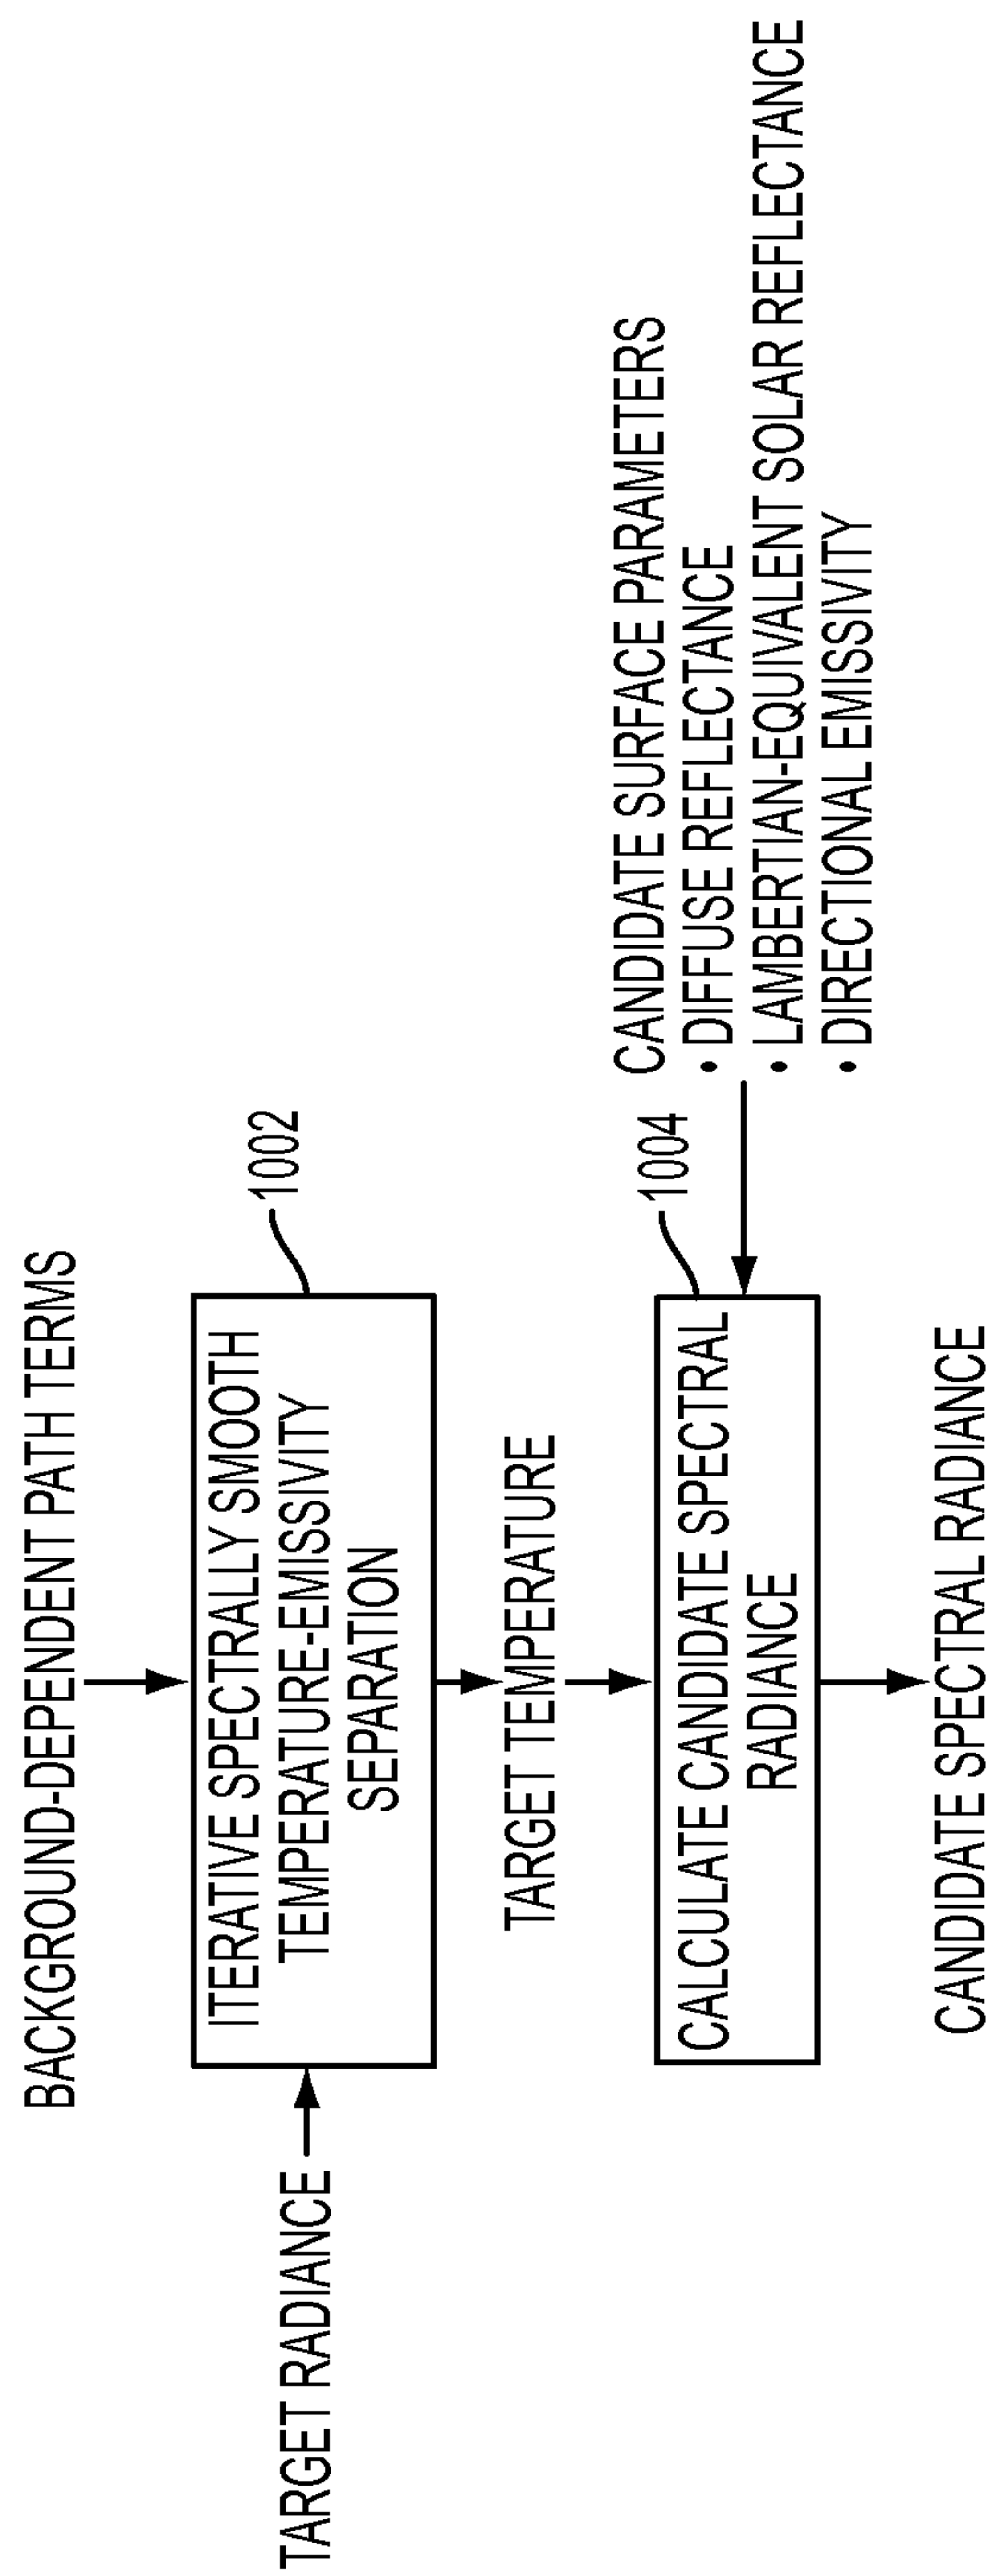 BACKGROUND-DEPENDENT PATH TERMS
TARGET RADIANCE
ITERATIVE SPECTRALLY SMOOTH
TEMPERATURE-EMISSIVITY
SEPARATION
1002
TARGET TEMPERATURE
CALCULATE CANDIDATE SPECTRAL
RADIANCE
1004
CANDIDATE SURFACE PARAMETERS
• DIFFUSE REFLECTANCE
• LAMBERTIAN-EQUIVALENT SOLAR REFLECTANCE
• DIRECTIONAL EMISSIVITY
CANDIDATE SPECTRAL RADIANCE